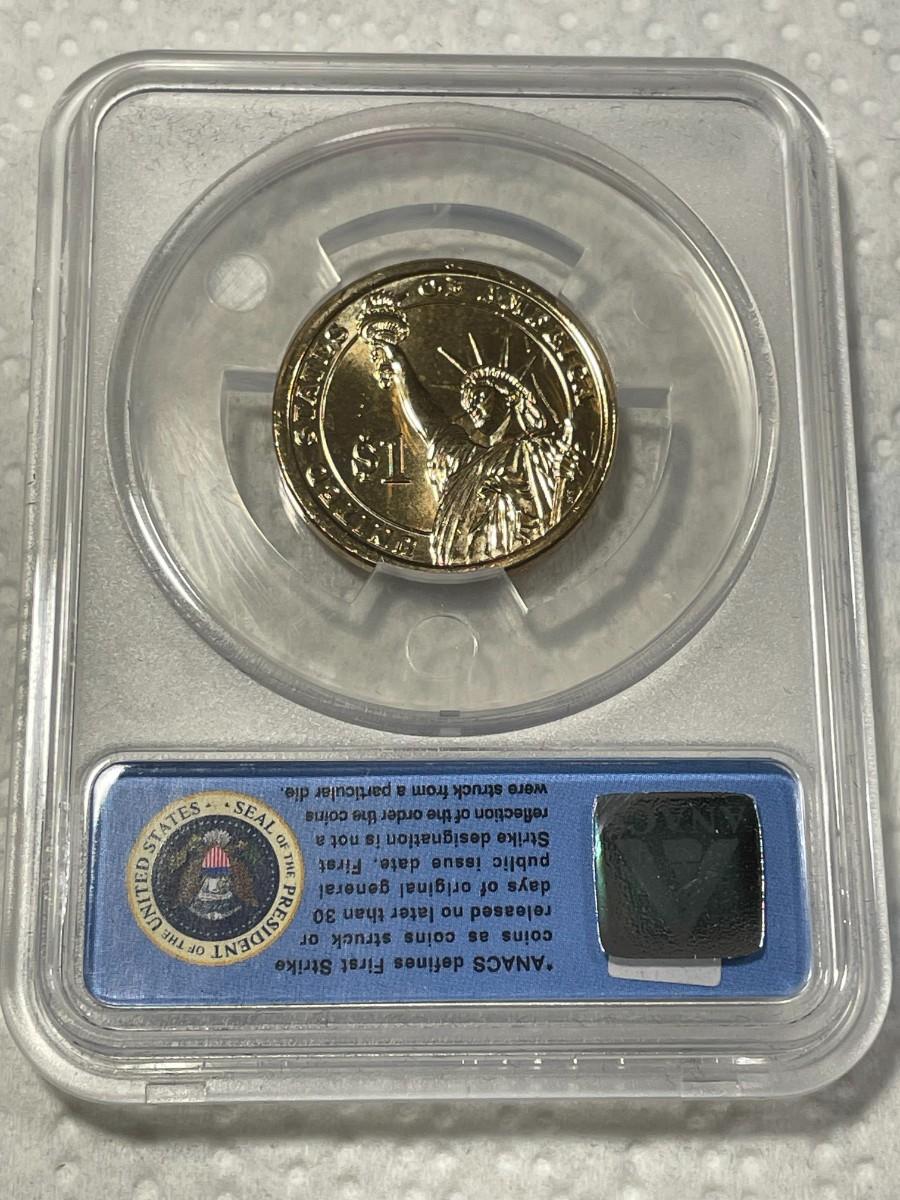 UNITED STATES OF AMERICA
$1
SEAL OF THE PRESIDENT OF THE UNITED STATES
*ANACS defines First Strike
coins as coins struck or
released no later than 30
days of original general
public issue date. First
Strike designation is not a
reflection of the order the coins
were struck from a particular die.
ANACS